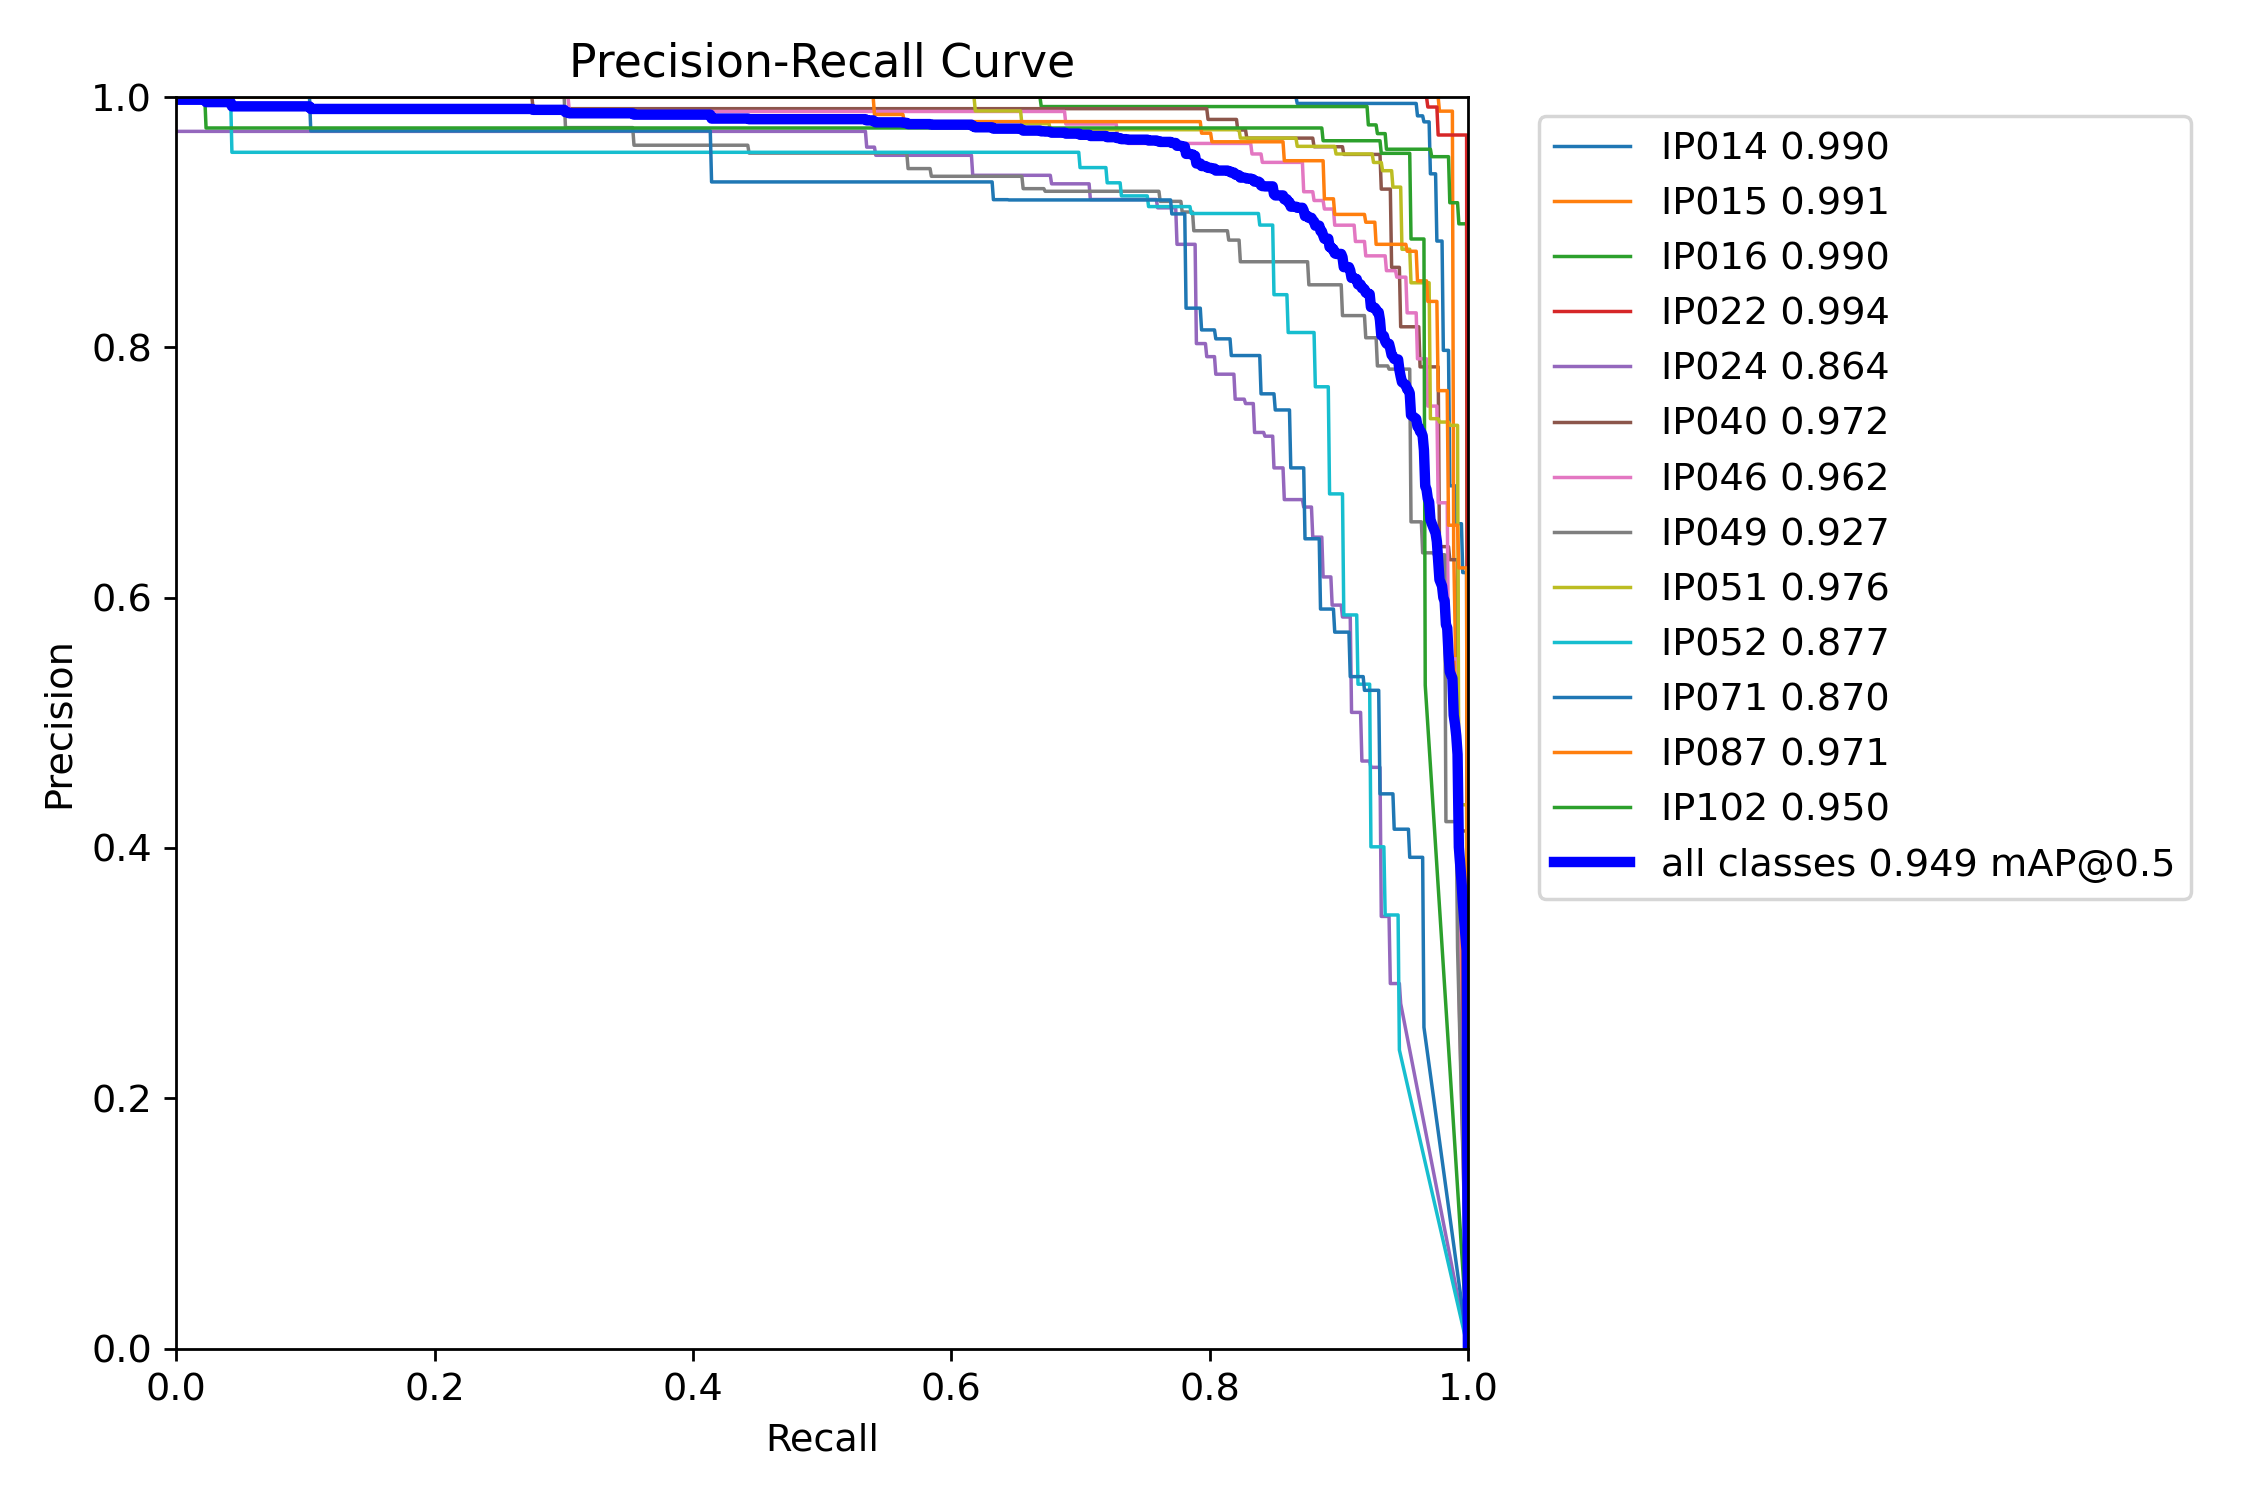 Precision-Recall Curve
1.0
0.8
0.6
0.4
0.2
0.0
Precision
0.0 0.2 0.4 0.6 0.8 1.0
Recall
IP014 0.990
IP015 0.991
IP016 0.990
IP022 0.994
IP024 0.864
IP040 0.972
IP046 0.962
IP049 0.927
IP051 0.976
IP052 0.877
IP071 0.870
IP087 0.971
IP102 0.950
all classes 0.949 mAP@0.5